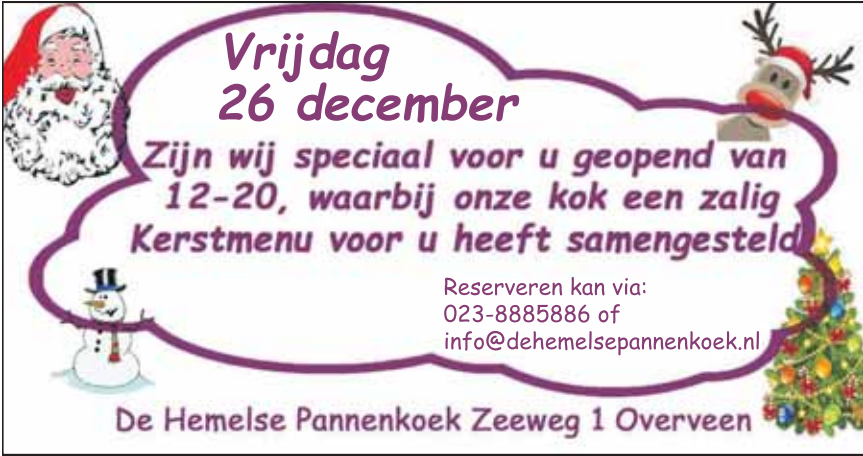 Vrijdag
26 december
Zijn wij speciaal voor u geopend van
12-20, waarbij onze kok een zalig
Kerstmenu voor u heeft samengesteld
Reserveren kan via:
023-8885886 of
info@dehemelsepannenkoek.nl
De Hemelse Pannenkoek Zeeweg 1 Overveen